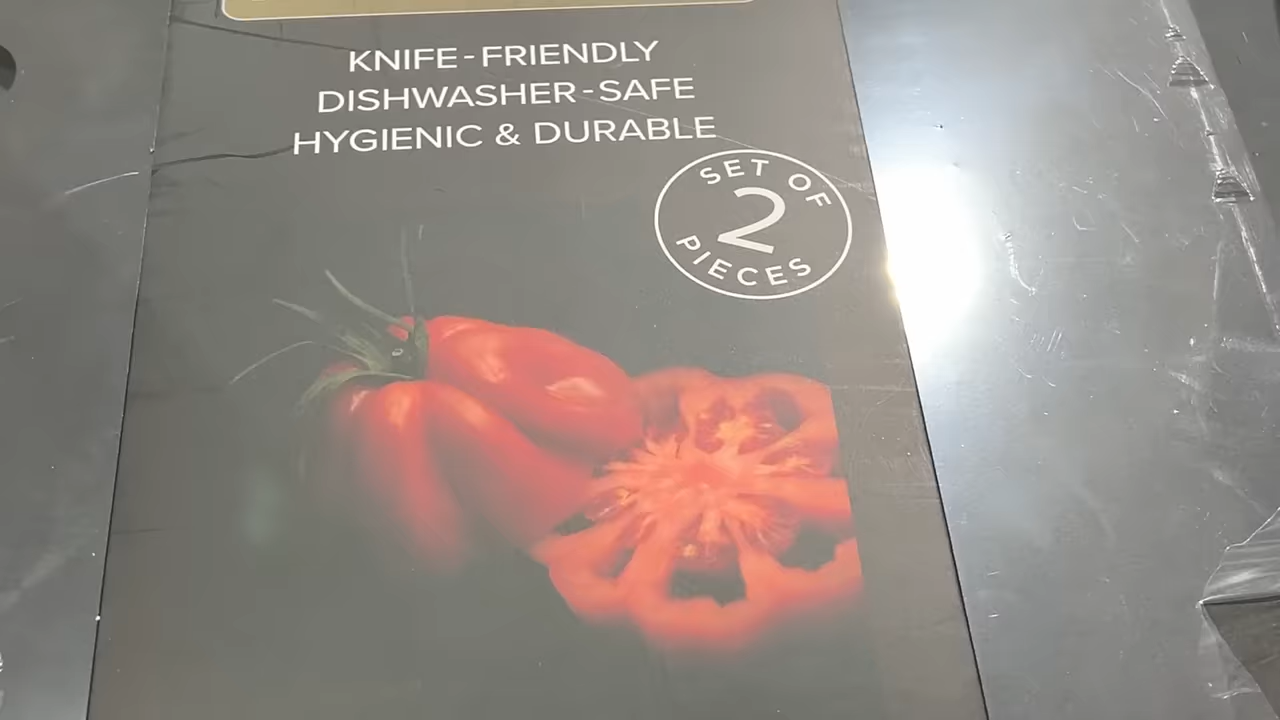 KNIFE-FRIENDLY
DISHWASHER-SAFE
HYGIENIC & DURABLE
SET OF
2
PIECES